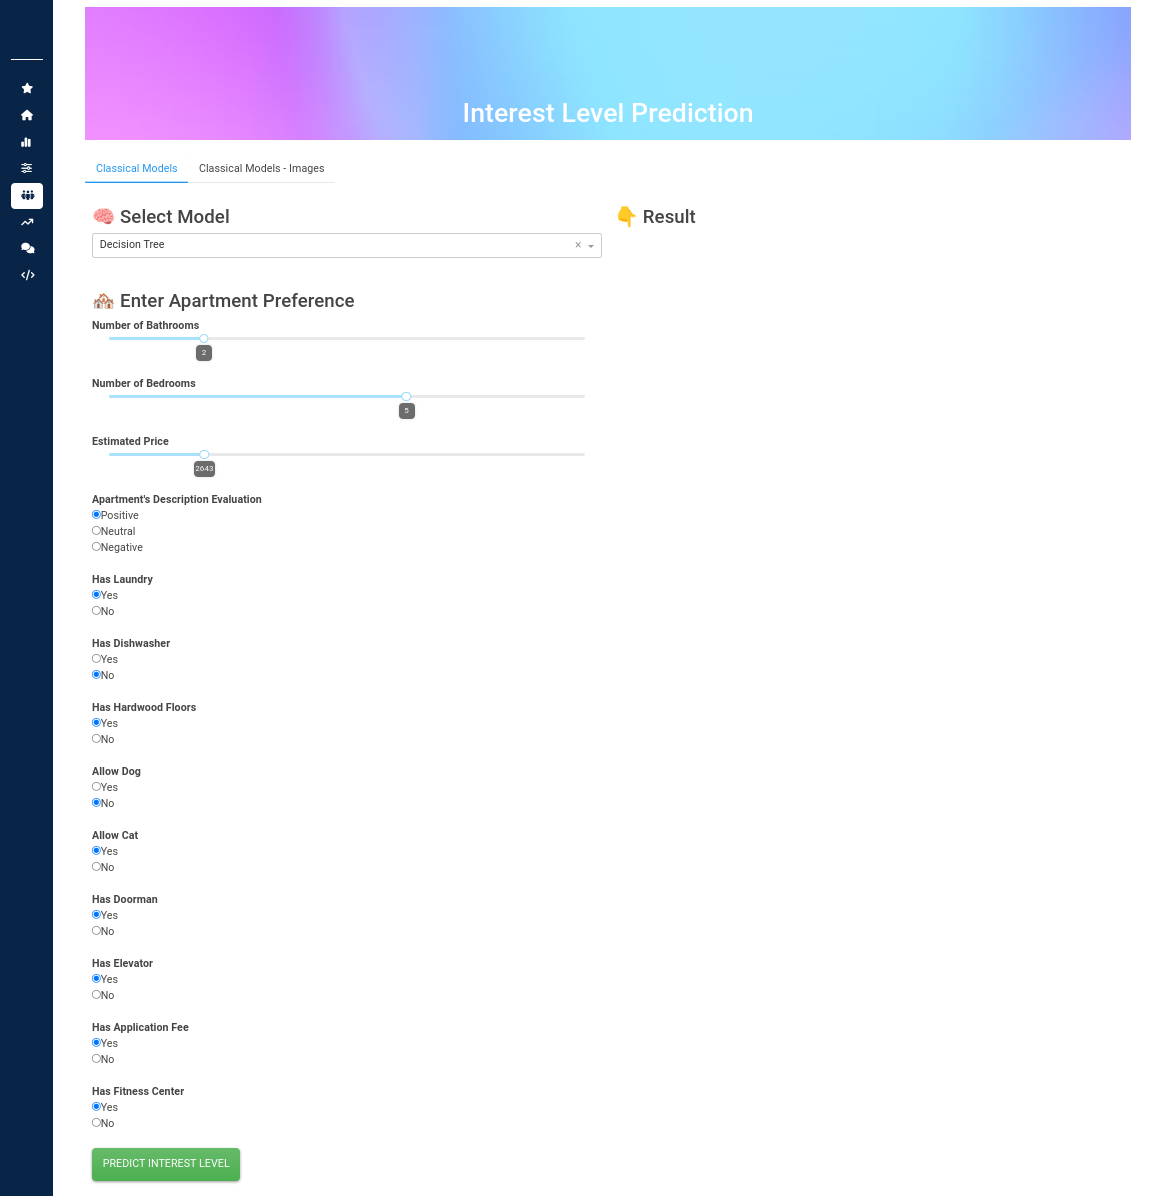 Interest Level Prediction
Classical Models
Classical Models - Images
Select Model
Decision Tree
Enter Apartment Preference
Number of Bathrooms
2
Number of Bedrooms
5
Estimated Price
2643
Apartment's Description Evaluation
Positive
Neutral
Negative
Has Laundry
Yes
No
Has Dishwasher
Yes
No
Has Hardwood Floors
Yes
No
Allow Dog
Yes
No
Allow Cat
Yes
No
Has Doorman
Yes
No
Has Elevator
Yes
No
Has Application Fee
Yes
No
Has Fitness Center
Yes
No
PREDICT INTEREST LEVEL
Result